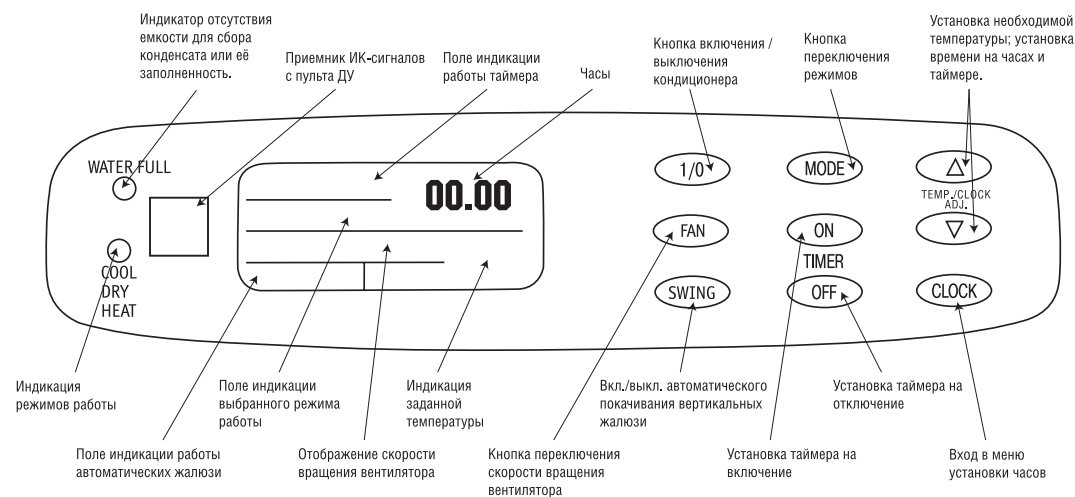 Индикатор отсутствия
емкости для сбора
конденсата или её
заполненность.
Приемник ИК-сигналов
с пульта ДУ
Поле индикации
работы таймера
Часы
Кнопка включения /
выключения
кондиционера
Кнопка
переключения
режимов
Установка необходимой
температуры; установка
времени на часах и
таймере.
WATER FULL
00.00
1/0
MODE
TEMP./CLOCK
ADJ.
FAN
ON
TIMER
COOL
DRY
HEAT
SWING
OFF
CLOCK
Индикация
режимов работы
Поле индикации
выбранного режима
работы
Индикация
заданной
температуры
Вкл./выкл. автоматического
покачивания вертикальных
жалюзи
Установка таймера на
отключение
Поле индикации работы
автоматических жалюзи
Отображение скорости
вращения вентилятора
Кнопка переключения
скорости вращения
вентилятора
Установка таймера на
включение
Вход в меню
установки часов